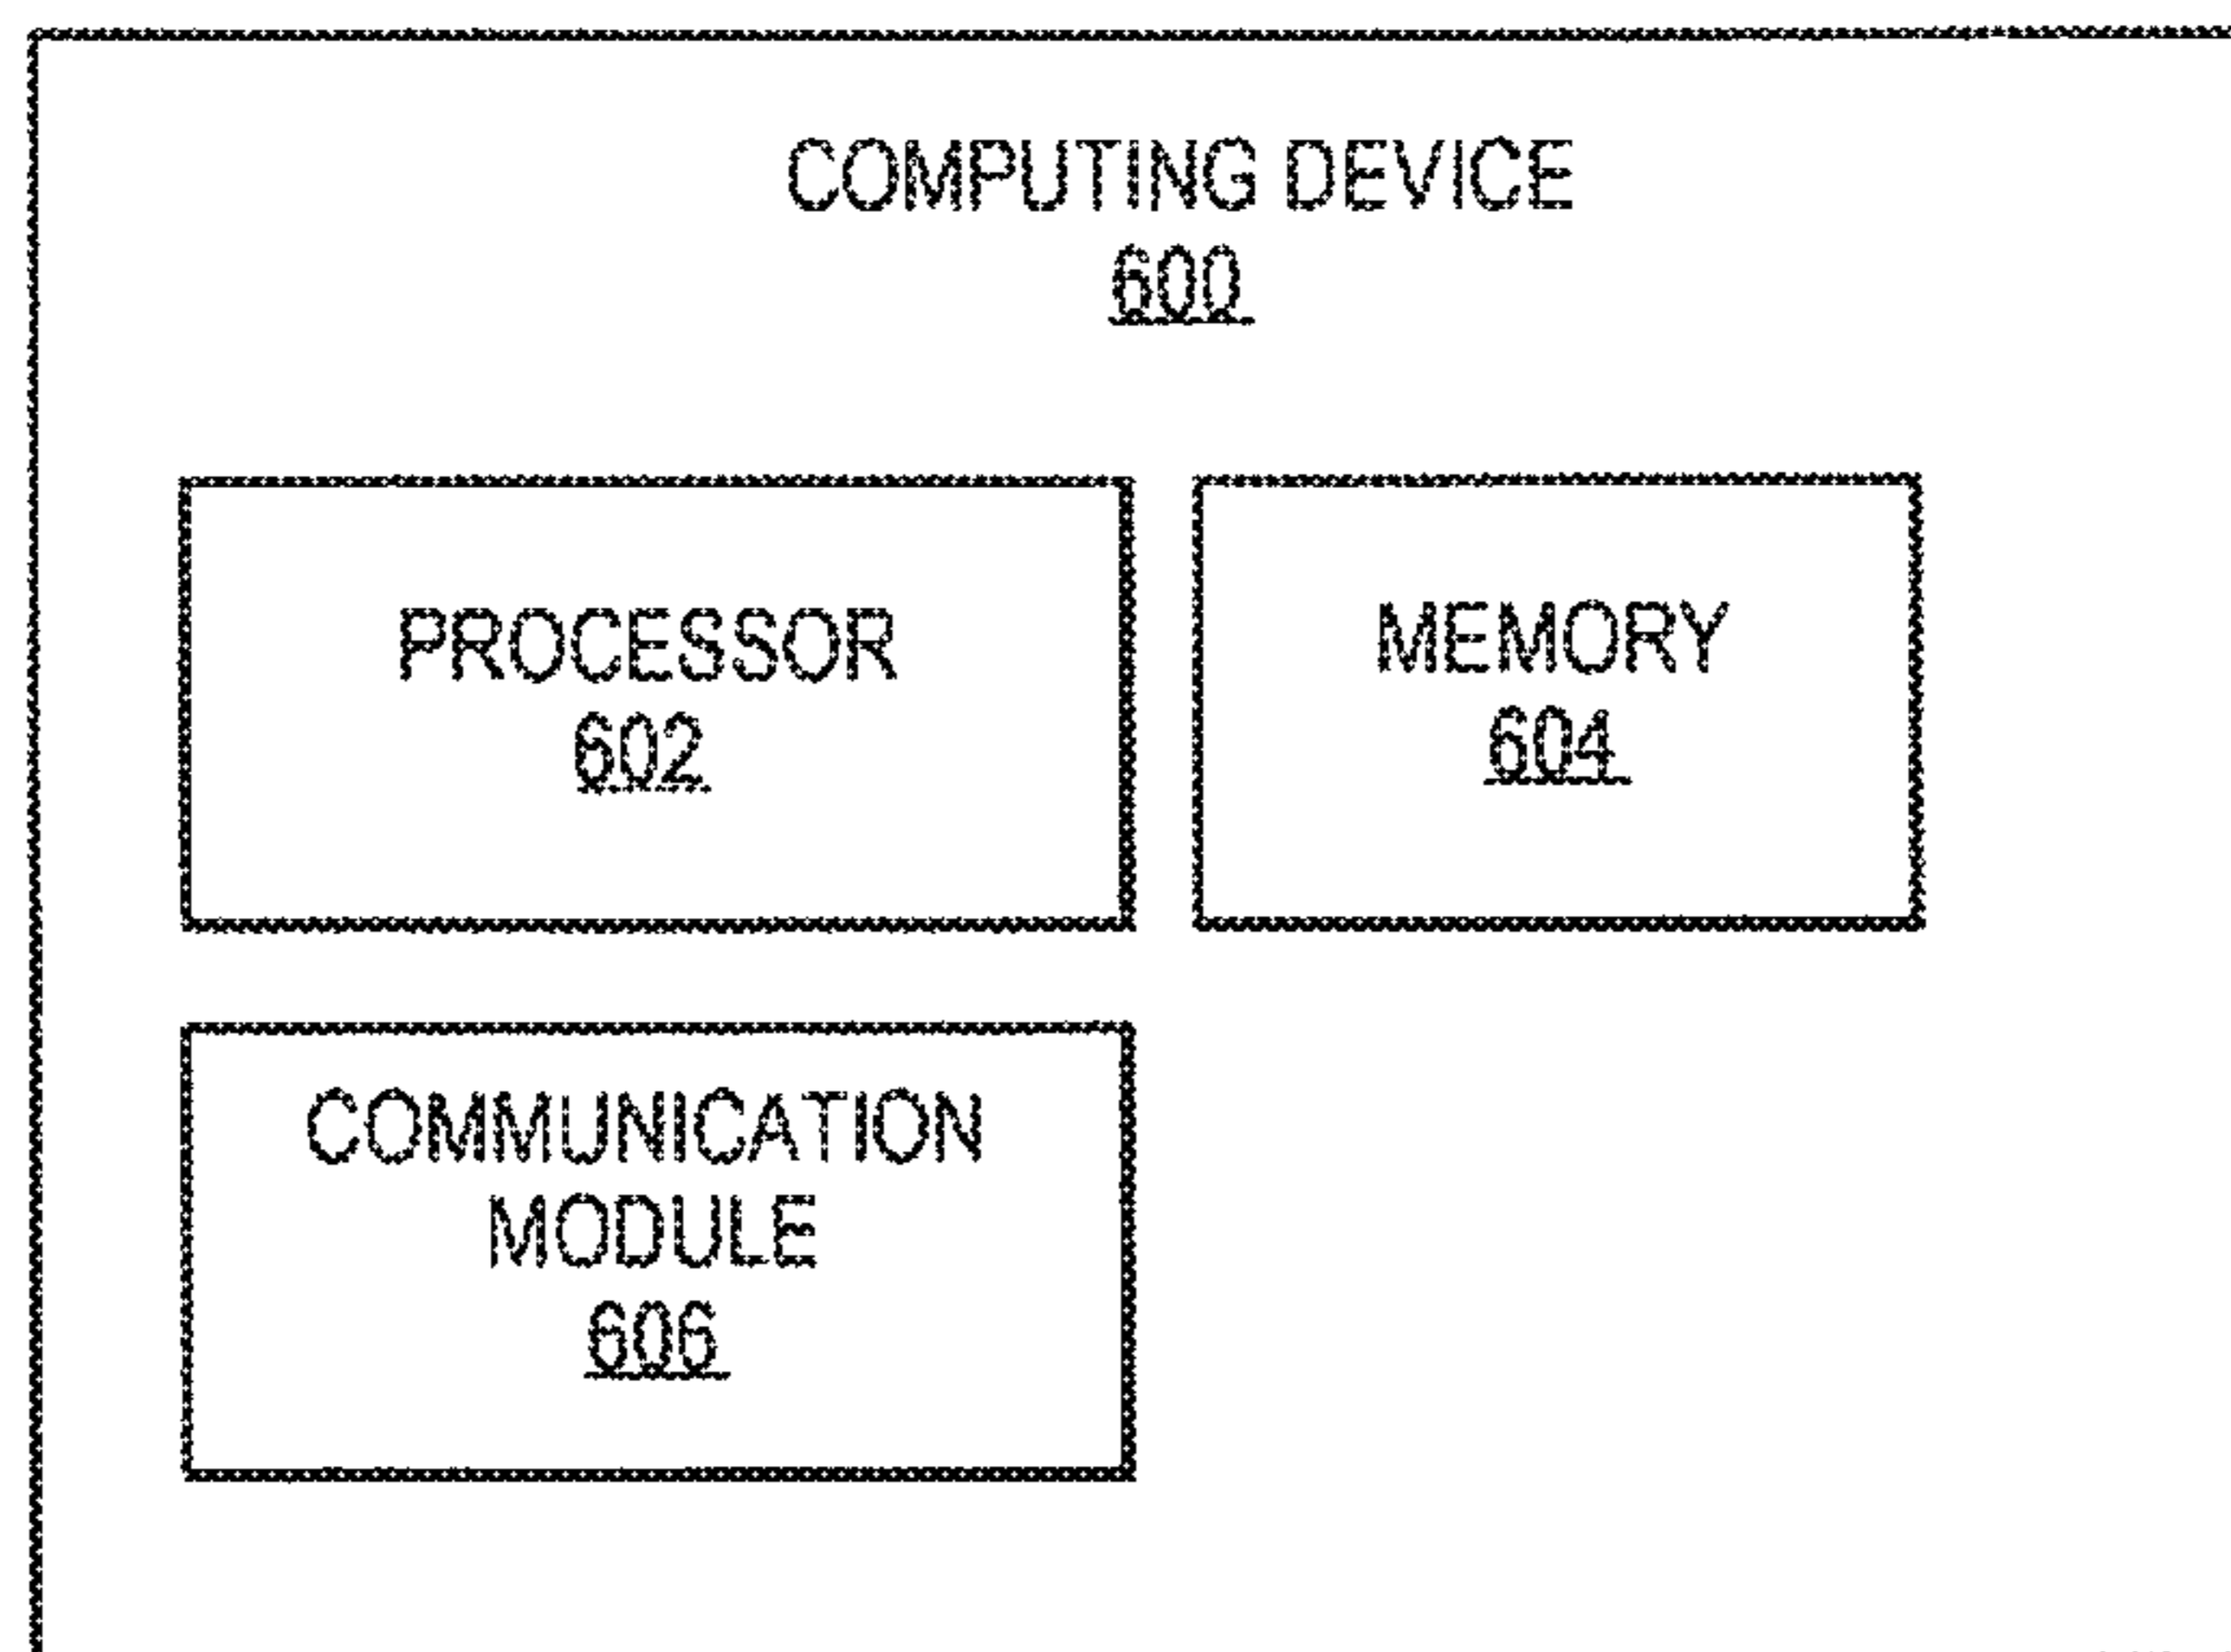 COMPUTING DEVICE
600
PROCESSOR
602
MEMORY
604
COMMUNICATION
MODULE
606